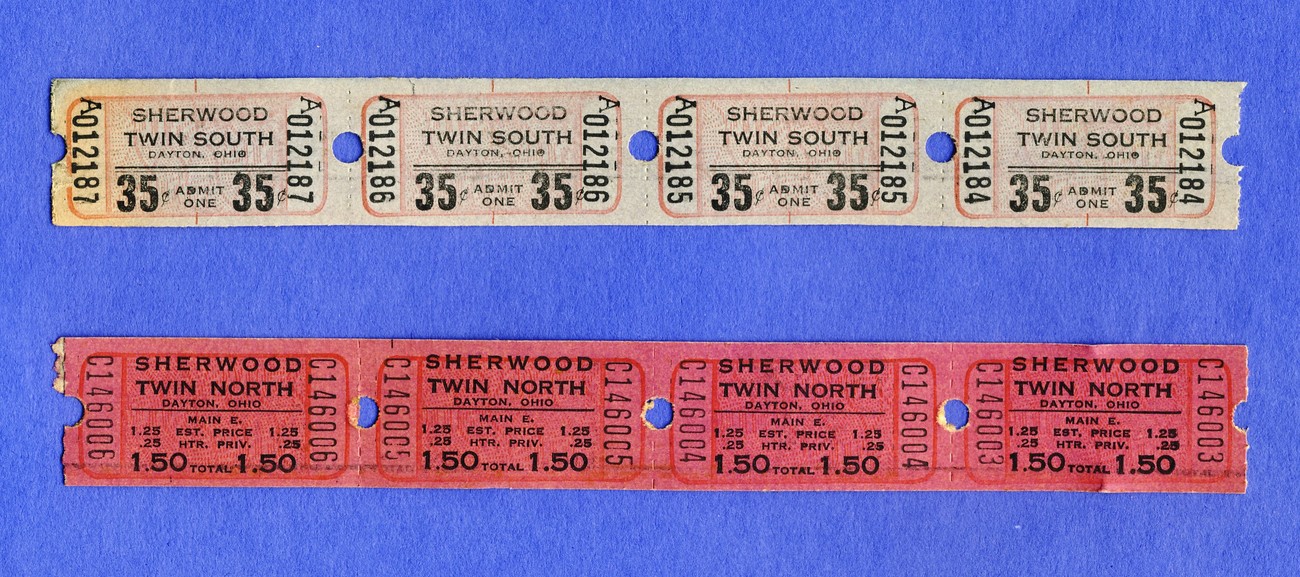 A012187
SHERWOOD
TWIN SOUTH
DAYTON, OHIO
35¢ ADMIT ONE 35¢
A012187
A012186
SHERWOOD
TWIN SOUTH
DAYTON, OHIO
35¢ ADMIT ONE 35¢
A012186
A012185
SHERWOOD
TWIN SOUTH
DAYTON, OHIO
35¢ ADMIT ONE 35¢
A012185
A012184
SHERWOOD
TWIN SOUTH
DAYTON, OHIO
35¢ ADMIT ONE 35¢
A012184
C146006
SHERWOOD
TWIN NORTH
DAYTON, OHIO
MAIN E.
1.25 EST. PRICE 1.25
.25 HTR. PRIV. .25
1.50 TOTAL 1.50
C146006
C146005
SHERWOOD
TWIN NORTH
DAYTON, OHIO
MAIN E.
1.25 EST. PRICE 1.25
.25 HTR. PRIV. .25
1.50 TOTAL 1.50
C146005
C146004
SHERWOOD
TWIN NORTH
DAYTON, OHIO
MAIN E.
1.25 EST. PRICE 1.25
.25 HTR. PRIV. .25
1.50 TOTAL 1.50
C146004
C146003
SHERWOOD
TWIN NORTH
DAYTON, OHIO
MAIN E.
1.25 EST. PRICE 1.25
.25 HTR. PRIV. .25
1.50 TOTAL 1.50
C146003